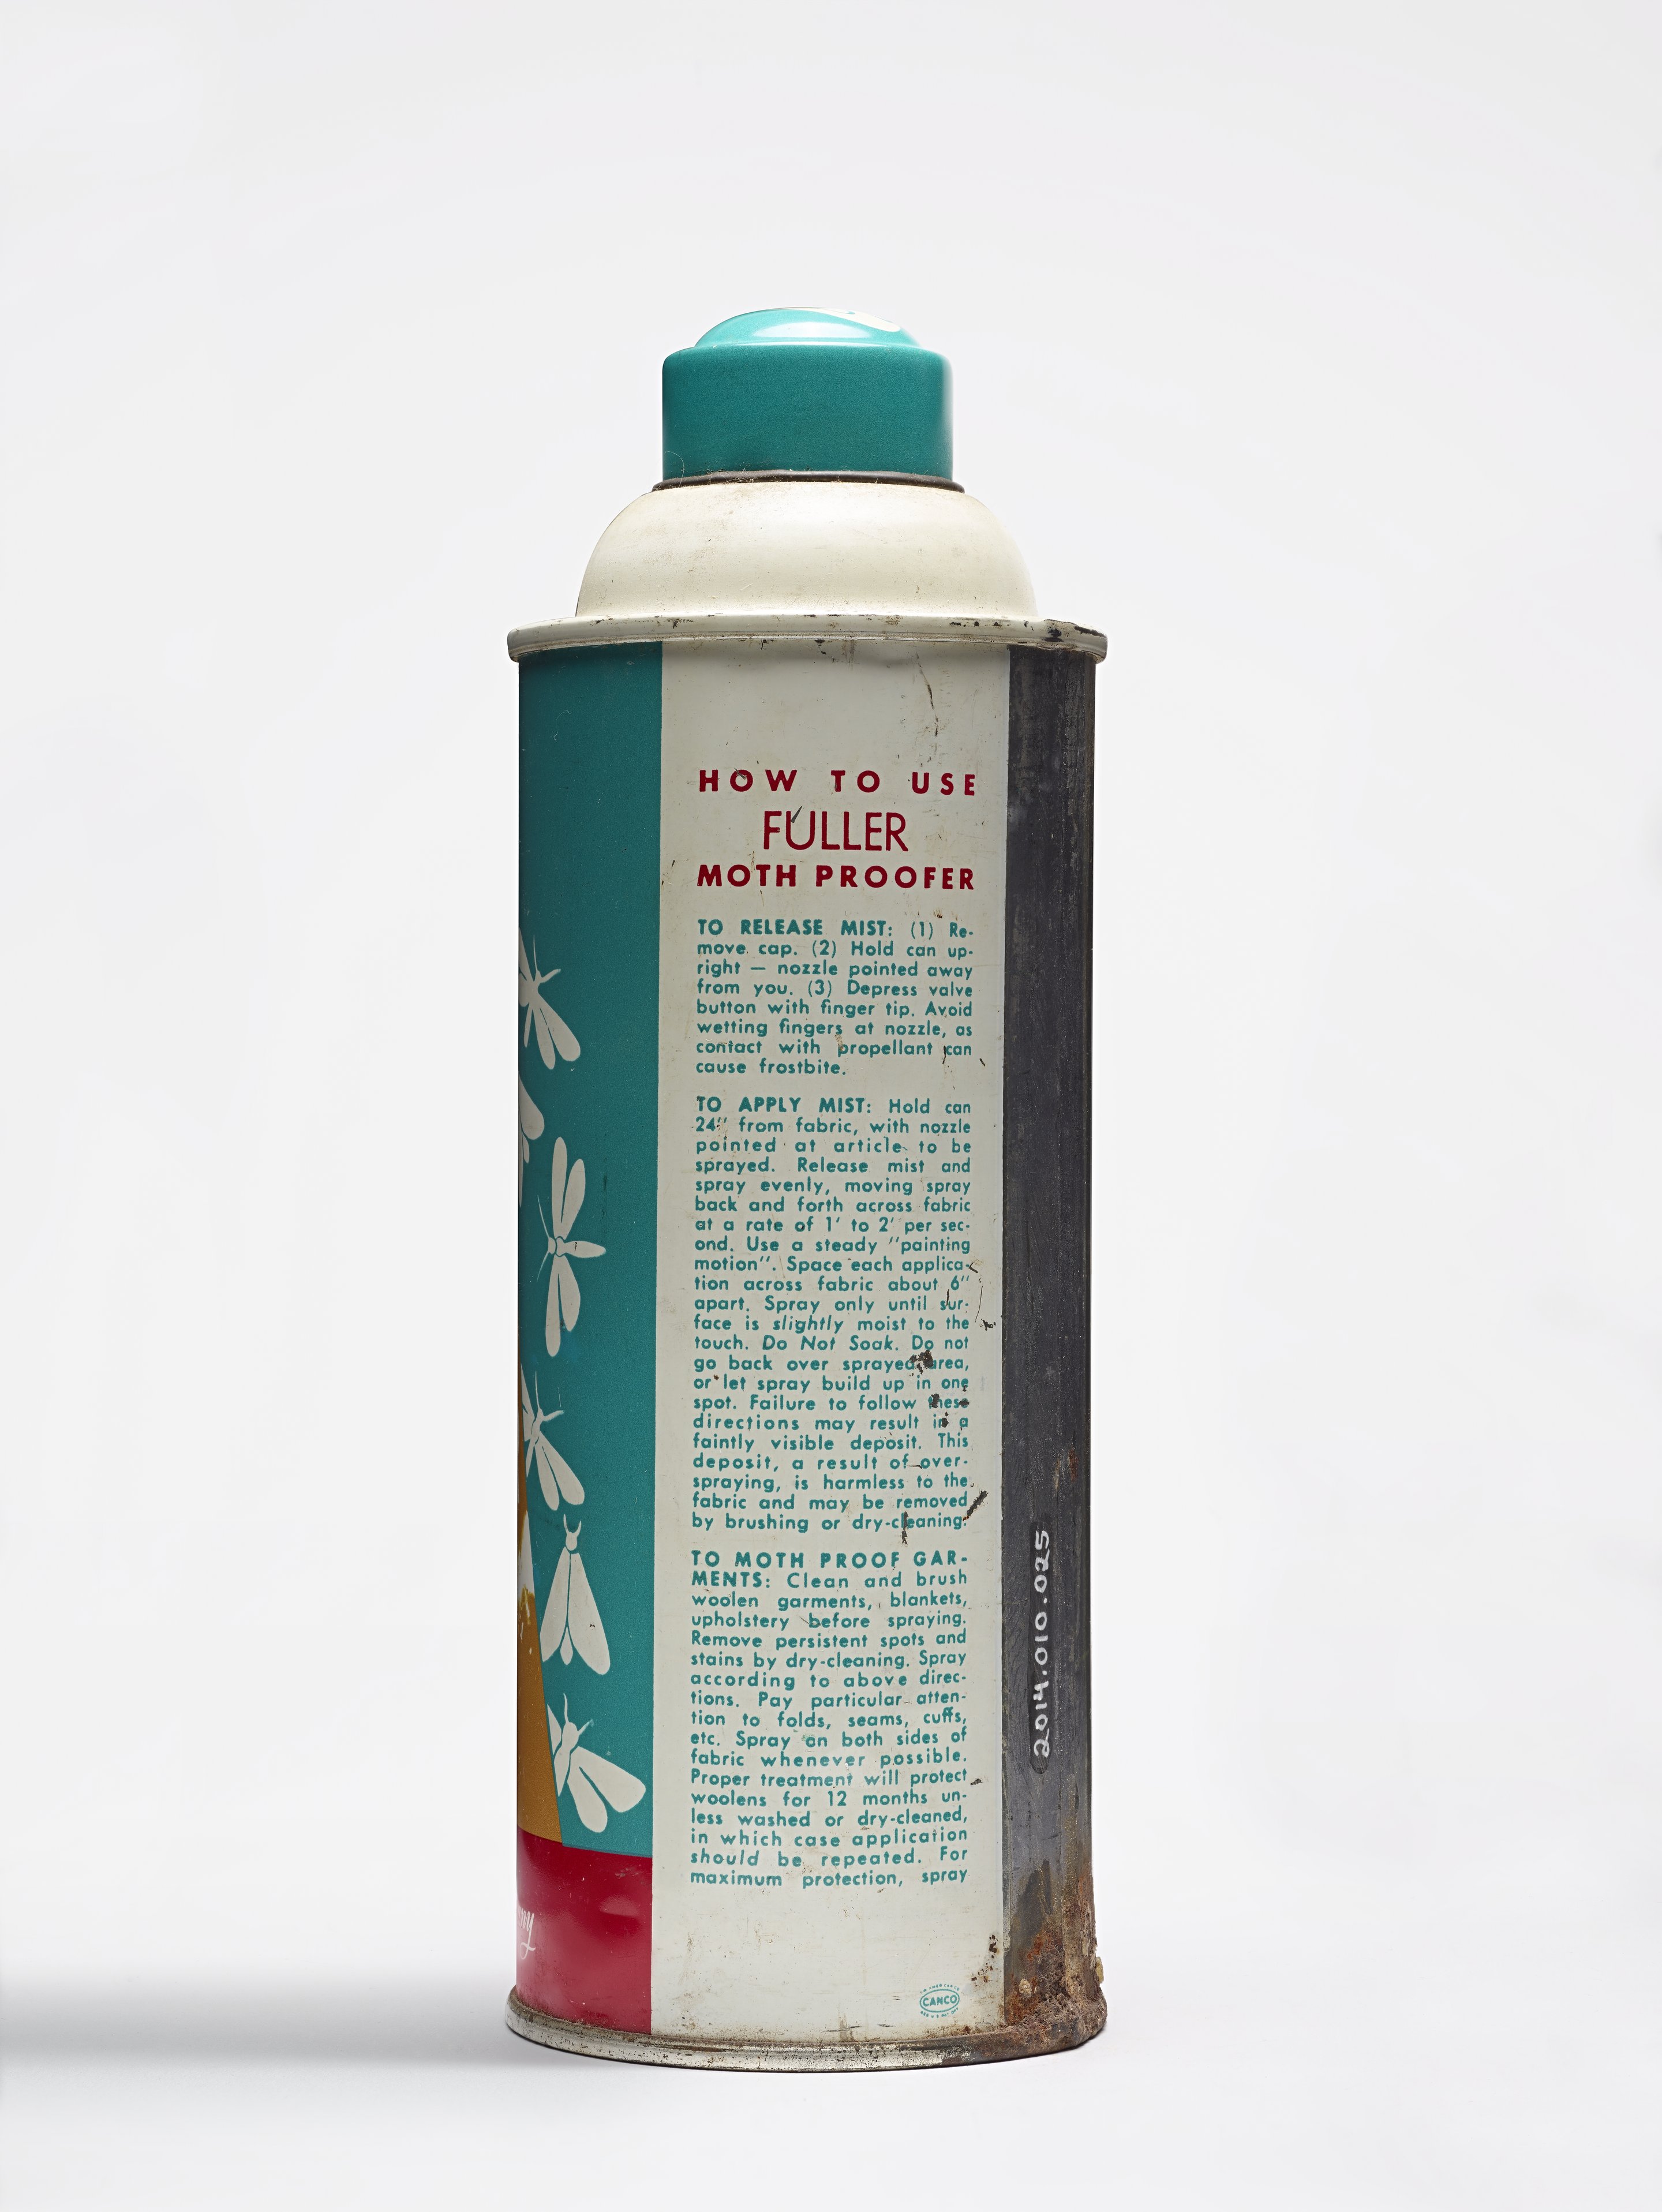 HOW TO USE
FULLER
MOTH PROOFER
TO RELEASE MIST: (1) Re-
move cap. (2) Hold can up-
right — nozzle pointed away
from you. (3) Depress valve
button with finger tip. Avoid
wetting fingers at nozzle, as
contact with propellant can
cause frostbite.
TO APPLY MIST: Hold can
24" from fabric, with nozzle
pointed at article to be
sprayed. Release mist and
spray evenly, moving spray
back and forth across fabric
at a rate of 1' to 2' per sec-
ond. Use a steady "painting
motion". Space each applica-
tion across fabric about 6"
apart. Spray only until sur-
face is slightly moist to the
touch. Do Not Soak. Do not
go back over sprayed area,
or let spray build up in one
spot. Failure to follow these
directions may result in a
faintly visible deposit. This
deposit, a result of over-
spraying, is harmless to the
fabric and may be removed
by brushing or dry-cleaning.
TO MOTH PROOF GAR-
MENTS: Clean and brush
woolen garments, blankets,
upholstery before spraying.
Remove persistent spots and
stains by dry-cleaning. Spray
according to above direc-
tions. Pay particular atten-
tion to folds, seams, cuffs,
etc. Spray on both sides of
fabric whenever possible.
Proper treatment will protect
woolens for 12 months un-
less washed or dry-cleaned,
in which case application
should be repeated. For
maximum protection, spray
CANCO
2014.010.025